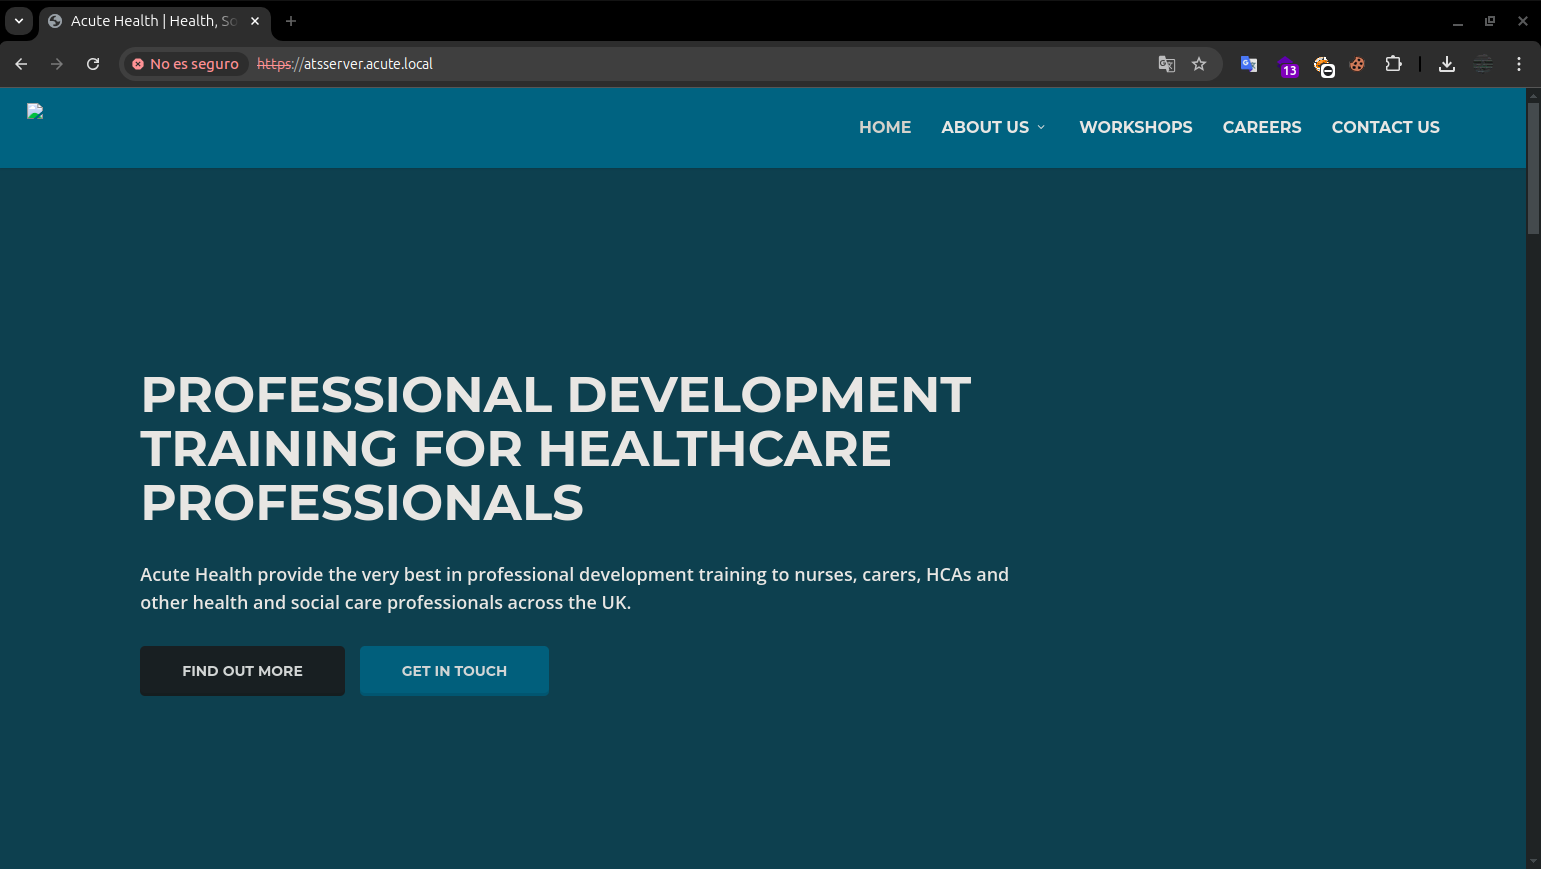 Acute Health | Health, So
No es seguro
https://atsserver.acute.local
13
HOME
ABOUT US
WORKSHOPS
CAREERS
CONTACT US
PROFESSIONAL DEVELOPMENT
TRAINING FOR HEALTHCARE
PROFESSIONALS
Acute Health provide the very best in professional development training to nurses, carers, HCAs and
other health and social care professionals across the UK.
FIND OUT MORE
GET IN TOUCH